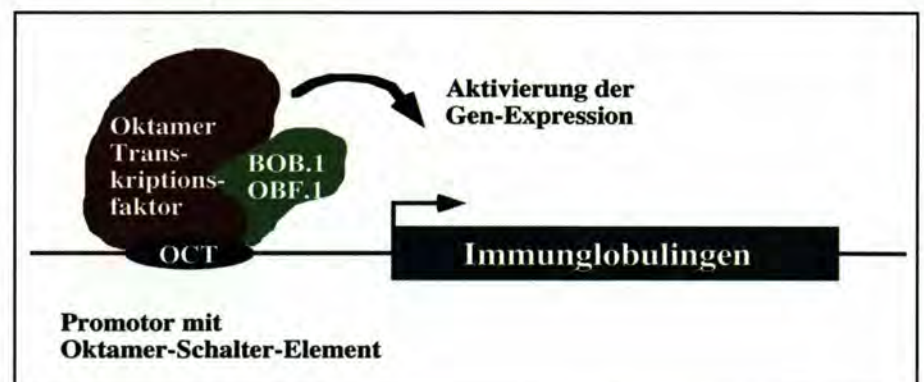 Aktivierung der
Gen-Expression
Oktamer
Trans-
kriptions-
faktor
BOB.1
OBF.1
OCT
Immunglobulingen
Promotor mit
Oktamer-Schalter-Element